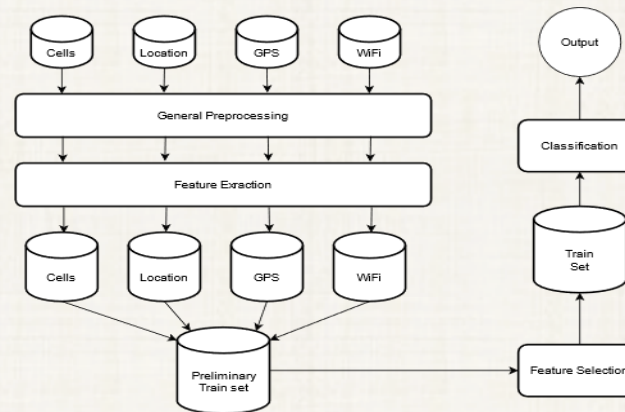 Cells
Location
GPS
WiFi
Output
General Preprocessing
Classification
Feature Exraction
Train
Set
Cells
Location
GPS
WiFi
Preliminary
Train set
Feature Selection